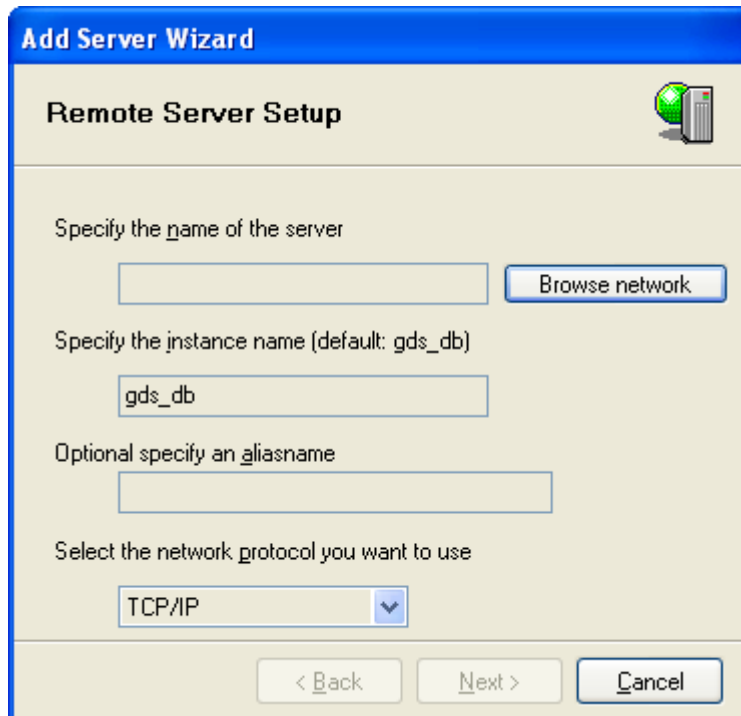 Add Server Wizard
Remote Server Setup
Specify the name of the server
Browse network
Specify the instance name (default: gds_db)
gds_db
Optional specify an aliasname
Select the network protocol you want to use
TCP/IP
< Back Next > Cancel